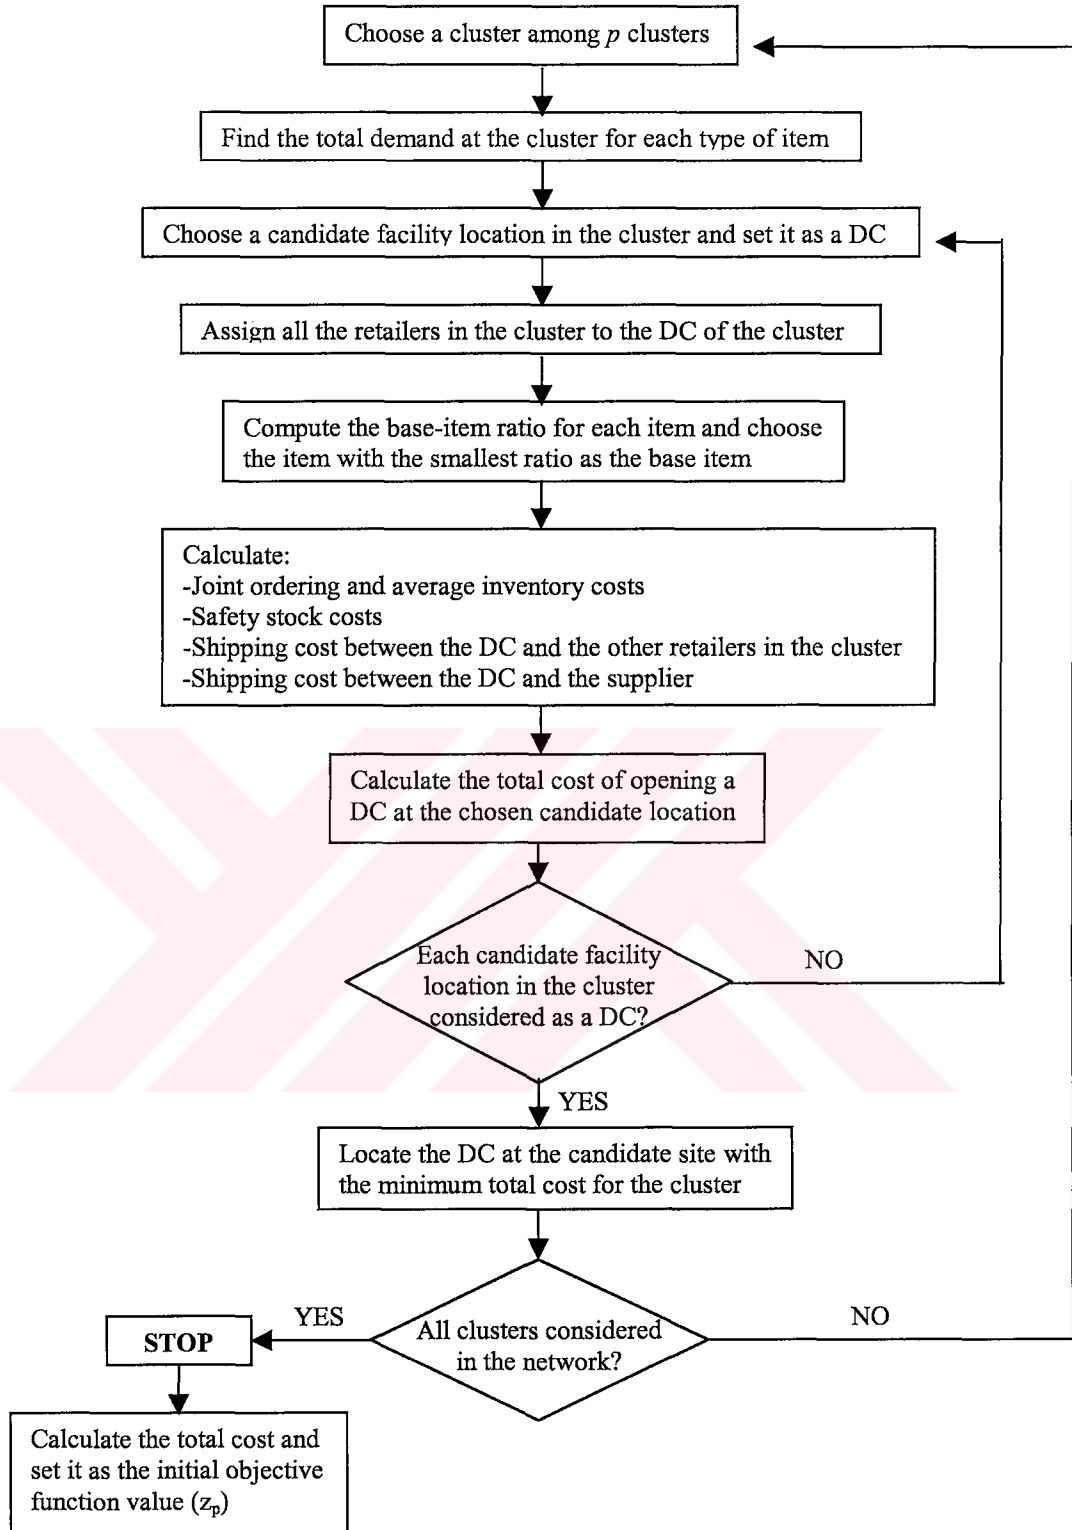 Choose a cluster among p clusters
Find the total demand at the cluster for each type of item
Choose a candidate facility location in the cluster and set it as a DC
Assign all the retailers in the cluster to the DC of the cluster
Compute the base-item ratio for each item and choose
the item with the smallest ratio as the base item
Calculate:
-Joint ordering and average inventory costs
-Safety stock costs
-Shipping cost between the DC and the other retailers in the cluster
-Shipping cost between the DC and the supplier
Calculate the total cost of opening a
DC at the chosen candidate location
Each candidate facility
location in the cluster
considered as a DC?
NO
YES
Locate the DC at the candidate site with
the minimum total cost for the cluster
All clusters considered
in the network?
YES
NO
STOP
Calculate the total cost and
set it as the initial objective
function value (zp)